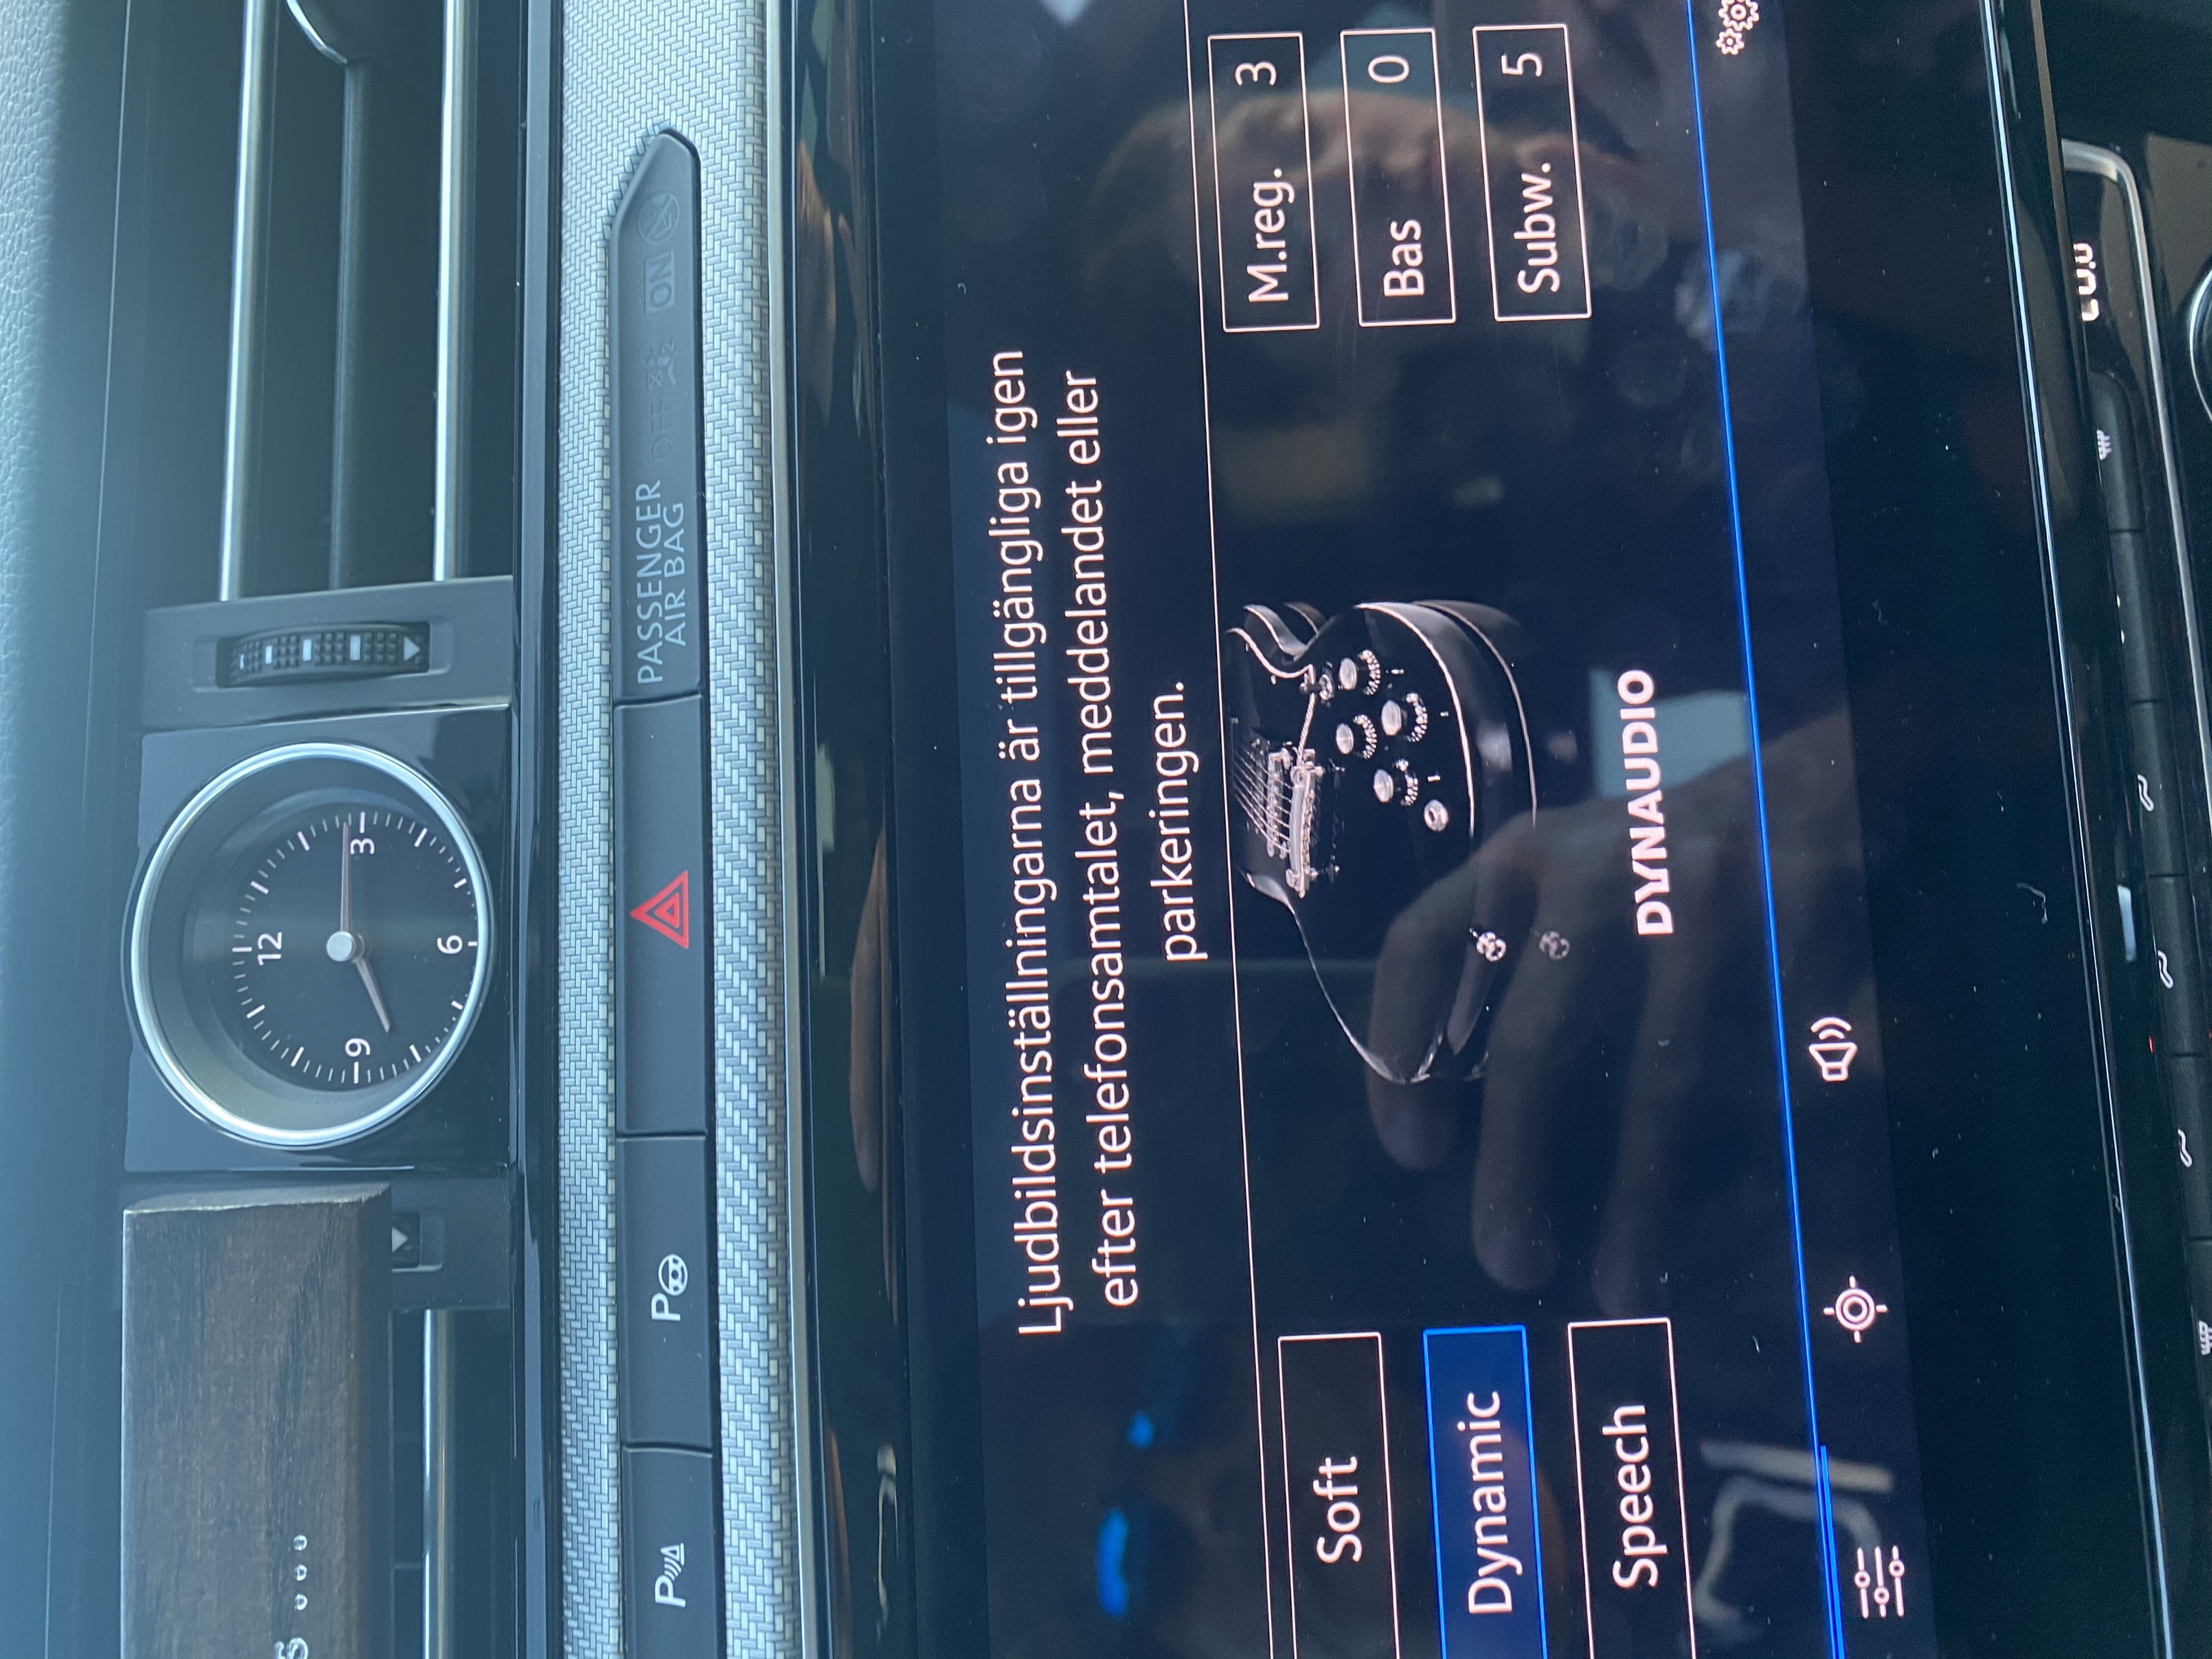 12
3
6
9
P
P
PASSENGER
AIR BAG
OFF
ON
Ljudbildsinställningarna är tillgängliga igen
efter telefonsamtalet, meddelandet eller
parkeringen.
Soft
Dynamic
Speech
M.reg. 3
Bas 0
Subw. 5
DYNAUDIO